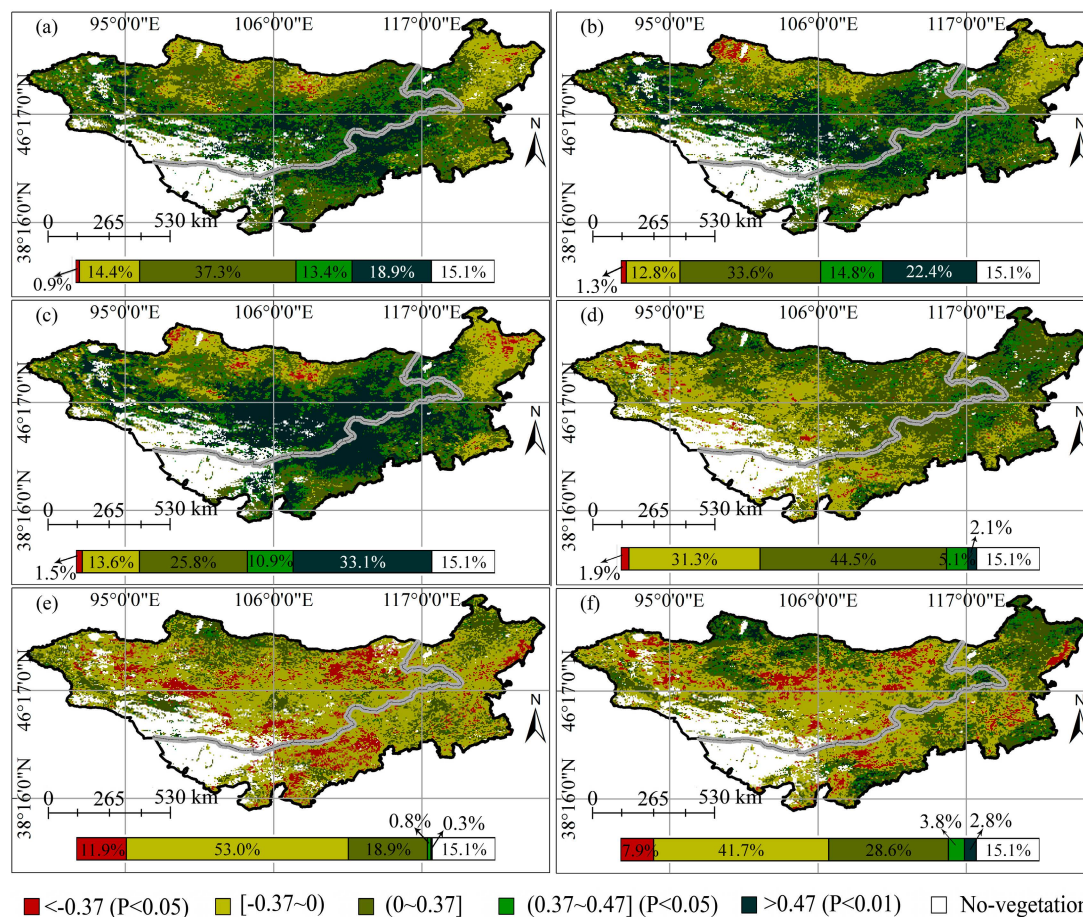 (a) 95°0'0"E 106°0'0"E 117°0'0"E
46°17'0"N
N
38°16'0"N
0 265 530 km
14.4% 37.3% 13.4% 18.9% 15.1%
0.9%
(b) 95°0'0"E 106°0'0"E 117°0'0"E
46°17'0"N
N
38°16'0"N
0 265 530 km
12.8% 33.6% 14.8% 22.4% 15.1%
1.3%
(c) 95°0'0"E 106°0'0"E 117°0'0"E
46°17'0"N
N
38°16'0"N
0 265 530 km
13.6% 25.8% 10.9% 33.1% 15.1%
1.5%
(d) 95°0'0"E 106°0'0"E 117°0'0"E
46°17'0"N
N
38°16'0"N
0 265 530 km
2.1%
31.3% 44.5% 5.1% 15.1%
1.9%
(e) 95°0'0"E 106°0'0"E 117°0'0"E
46°17'0"N
N
38°16'0"N
0 265 530 km
0.8% 0.3%
11.9% 53.0% 18.9% 15.1%
(f) 95°0'0"E 106°0'0"E 117°0'0"E
46°17'0"N
N
38°16'0"N
0 265 530 km
3.8% 2.8%
7.9% 41.7% 28.6% 15.1%
<-0.37 (P<0.05) [-0.37~0) (0~0.37] (0.37~0.47] (P<0.05) >0.47 (P<0.01) No-vegetation